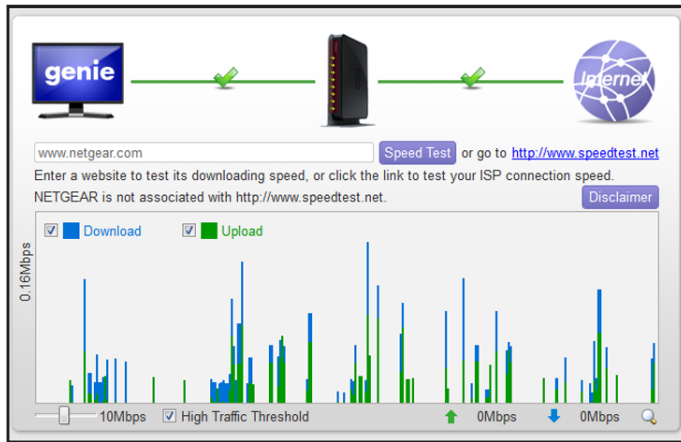 genie
Internet
www.netgear.com Speed Test or go to http://www.speedtest.net
Enter a website to test its downloading speed, or click the link to test your ISP connection speed.
NETGEAR is not associated with http://www.speedtest.net. Disclaimer
Download Upload
0.16Mbps
10Mbps High Traffic Threshold 0Mbps 0Mbps